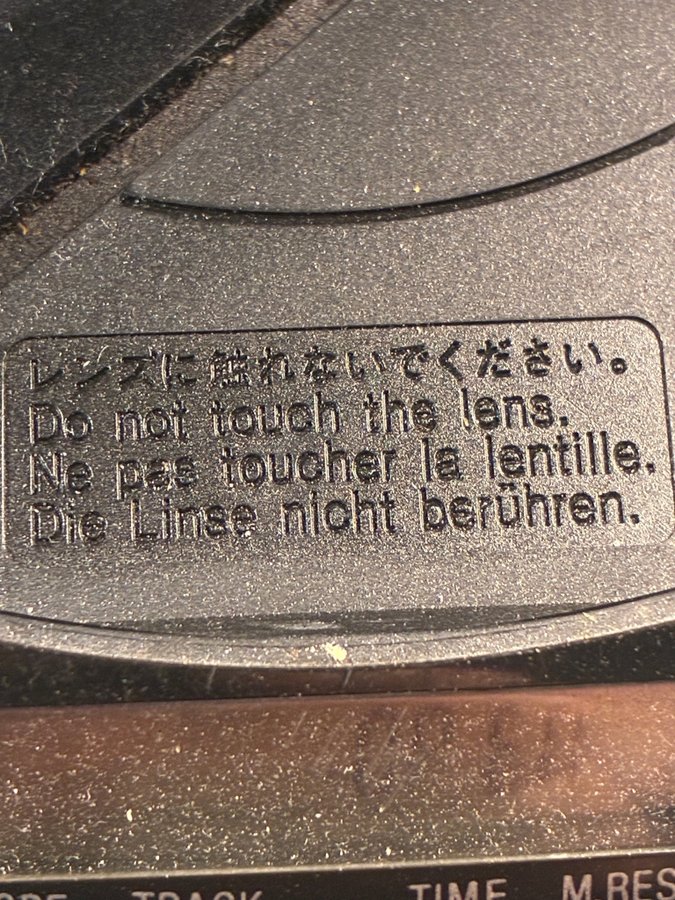 レンズに触れないでください。
Do not touch the lens.
Ne pas toucher la lentille.
Die Linse nicht berühren.
TRACK TIME M.RES